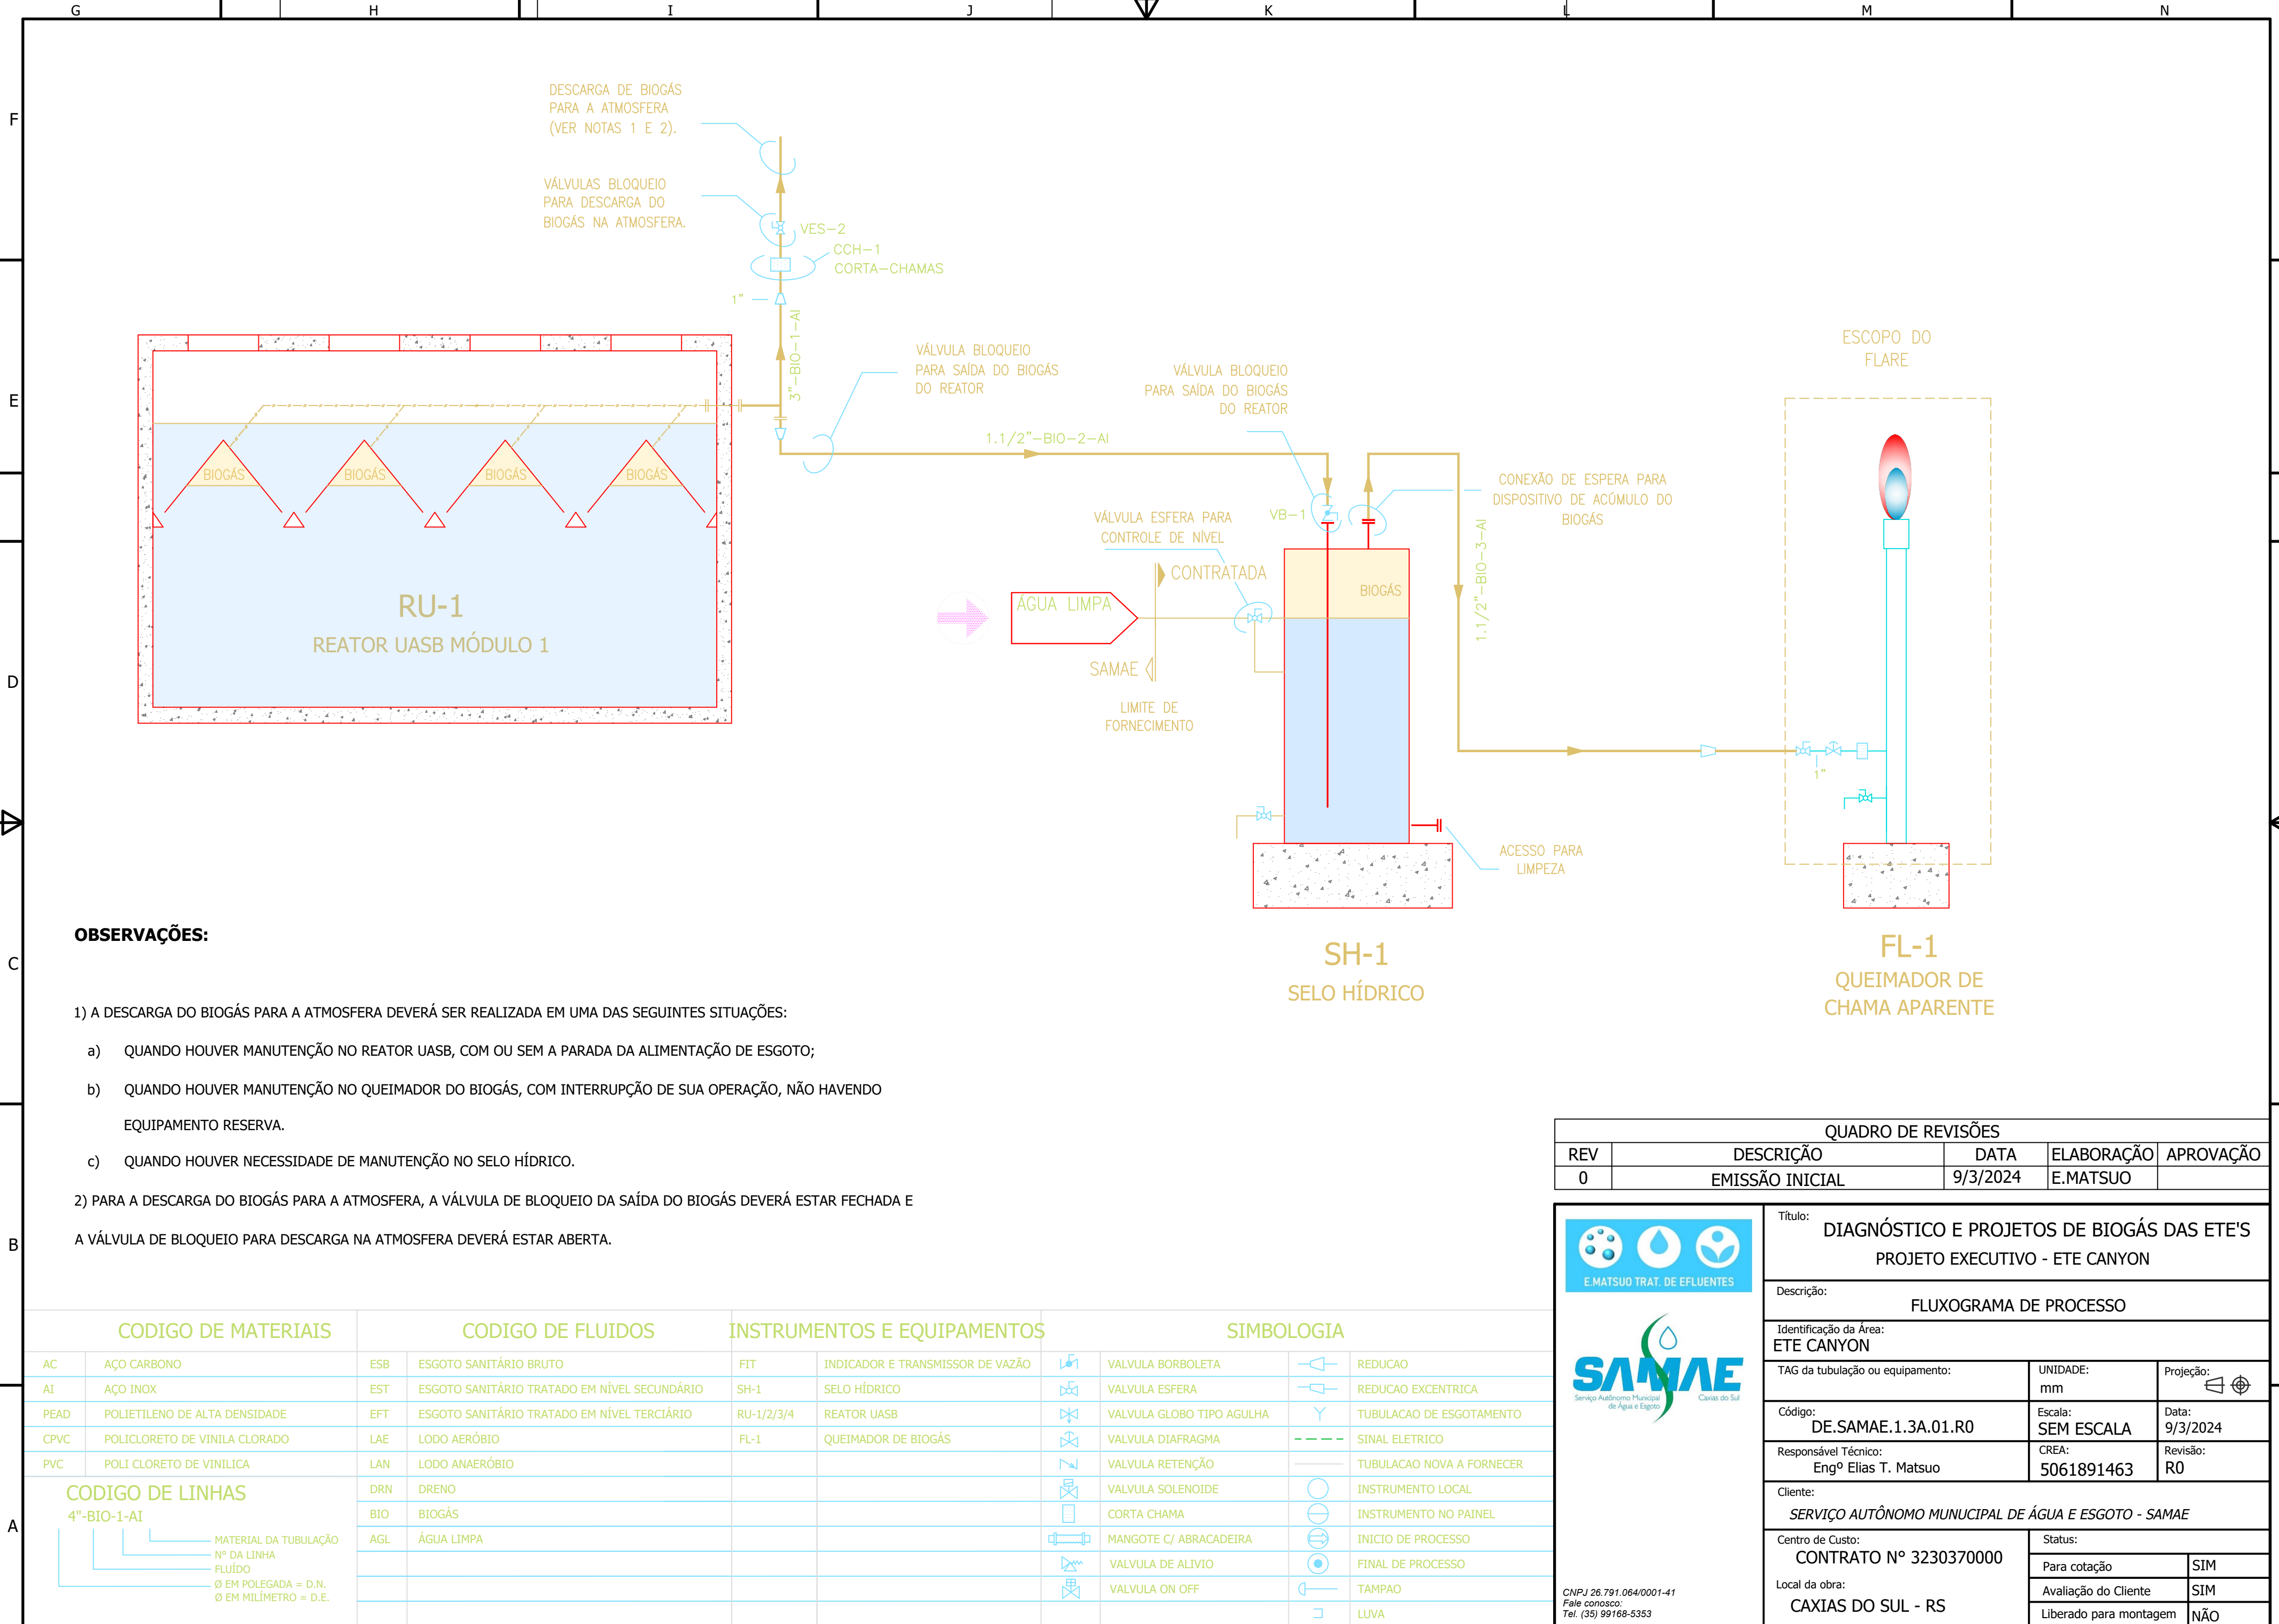 G H I J K L M N
F
E
D
C
B
A
DESCARGA DE BIOGÁS
PARA A ATMOSFERA
(VER NOTAS 1 E 2).
VÁLVULAS BLOQUEIO
PARA DESCARGA DO
BIOGÁS NA ATMOSFERA.
VES-2
CCH-1
CORTA-CHAMAS
1"
3"-BIO-1-AI
VÁLVULA BLOQUEIO
PARA SAÍDA DO BIOGÁS
DO REATOR
VÁLVULA BLOQUEIO
PARA SAÍDA DO BIOGÁS
DO REATOR
1.1/2"-BIO-2-AI
ESCOPO DO
FLARE
BIOGÁS BIOGÁS BIOGÁS BIOGÁS
RU-1
REATOR UASB MÓDULO 1
VB-1
CONEXÃO DE ESPERA PARA
DISPOSITIVO DE ACÚMULO DO
BIOGÁS
VÁLVULA ESFERA PARA
CONTROLE DE NÍVEL
CONTRATADA
ÁGUA LIMPA
SAMAE
LIMITE DE
FORNECIMENTO
BIOGÁS
1.1/2"-BIO-3-AI
1"
ACESSO PARA
LIMPEZA
SH-1
SELO HÍDRICO
FL-1
QUEIMADOR DE
CHAMA APARENTE
OBSERVAÇÕES:
1) A DESCARGA DO BIOGÁS PARA A ATMOSFERA DEVERÁ SER REALIZADA EM UMA DAS SEGUINTES SITUAÇÕES:
a) QUANDO HOUVER MANUTENÇÃO NO REATOR UASB, COM OU SEM A PARADA DA ALIMENTAÇÃO DE ESGOTO;
b) QUANDO HOUVER MANUTENÇÃO NO QUEIMADOR DO BIOGÁS, COM INTERRUPÇÃO DE SUA OPERAÇÃO, NÃO HAVENDO
EQUIPAMENTO RESERVA.
c) QUANDO HOUVER NECESSIDADE DE MANUTENÇÃO NO SELO HÍDRICO.
2) PARA A DESCARGA DO BIOGÁS PARA A ATMOSFERA, A VÁLVULA DE BLOQUEIO DA SAÍDA DO BIOGÁS DEVERÁ ESTAR FECHADA E
A VÁLVULA DE BLOQUEIO PARA DESCARGA NA ATMOSFERA DEVERÁ ESTAR ABERTA.
CODIGO DE MATERIAIS
AC AÇO CARBONO
AI AÇO INOX
PEAD POLIETILENO DE ALTA DENSIDADE
CPVC POLICLORETO DE VINILA CLORADO
PVC POLI CLORETO DE VINILICA
CODIGO DE LINHAS
4"-BIO-1-AI
MATERIAL DA TUBULAÇÃO
Nº DA LINHA
FLUÍDO
Ø EM POLEGADA = D.N.
Ø EM MILÍMETRO = D.E.
CODIGO DE FLUIDOS
ESB ESGOTO SANITÁRIO BRUTO
EST ESGOTO SANITÁRIO TRATADO EM NÍVEL SECUNDÁRIO
EFT ESGOTO SANITÁRIO TRATADO EM NÍVEL TERCIÁRIO
LAE LODO AERÓBIO
LAN LODO ANAERÓBIO
DRN DRENO
BIO BIOGÁS
AGL ÁGUA LIMPA
INSTRUMENTOS E EQUIPAMENTOS
FIT INDICADOR E TRANSMISSOR DE VAZÃO
SH-1 SELO HÍDRICO
RU-1/2/3/4 REATOR UASB
FL-1 QUEIMADOR DE BIOGÁS
SIMBOLOGIA
VALVULA BORBOLETA REDUCAO
VALVULA ESFERA REDUCAO EXCENTRICA
VALVULA GLOBO TIPO AGULHA TUBULACAO DE ESGOTAMENTO
VALVULA DIAFRAGMA SINAL ELETRICO
VALVULA RETENÇÃO TUBULACAO NOVA A FORNECER
VALVULA SOLENOIDE INSTRUMENTO LOCAL
CORTA CHAMA INSTRUMENTO NO PAINEL
MANGOTE C/ ABRACADEIRA INICIO DE PROCESSO
VALVULA DE ALIVIO FINAL DE PROCESSO
VALVULA ON OFF TAMPAO
LUVA
QUADRO DE REVISÕES
REV DESCRIÇÃO DATA ELABORAÇÃO APROVAÇÃO
0 EMISSÃO INICIAL 9/3/2024 E.MATSUO
E.MATSUO TRAT. DE EFLUENTES
SAMAE
Serviço Autônomo Municipal
de Água e Esgoto
Caxias do Sul
CNPJ 26.791.064/0001-41
Fale conosco:
Tel. (35) 99168-5353
Título:
DIAGNÓSTICO E PROJETOS DE BIOGÁS DAS ETE'S
PROJETO EXECUTIVO - ETE CANYON
Descrição:
FLUXOGRAMA DE PROCESSO
Identificação da Área:
ETE CANYON
TAG da tubulação ou equipamento:
UNIDADE:
mm
Projeção:
Código:
DE.SAMAE.1.3A.01.R0
Escala:
SEM ESCALA
Data:
9/3/2024
Responsável Técnico:
Engº Elias T. Matsuo
CREA:
5061891463
Revisão:
R0
Cliente:
SERVIÇO AUTÔNOMO MUNUCIPAL DE ÁGUA E ESGOTO - SAMAE
Centro de Custo:
CONTRATO N° 3230370000
Local da obra:
CAXIAS DO SUL - RS
Status:
Para cotação SIM
Avaliação do Cliente SIM
Liberado para montagem NÃO